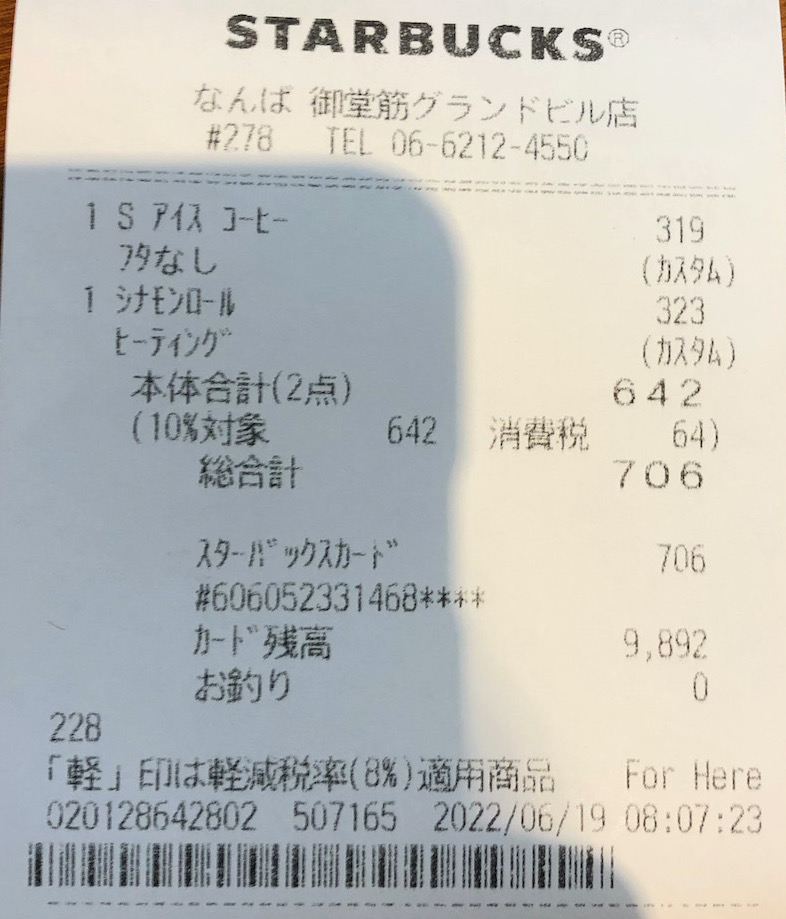 STARBUCKS®
なんば 御堂筋グランドビル店
#278 TEL 06-6212-4550
1 S ｱｲｽ ｺｰﾋｰ 319
ﾌﾀなし (ｶｽﾀﾑ)
1 ｼﾅﾓﾝﾛｰﾙ 323
ﾋｰﾃｨﾝｸﾞ (ｶｽﾀﾑ)
本体合計(2点) 642
(10%対象 642 消費税 64)
総合計 706
ｽﾀｰﾊﾞｯｸｽｶｰﾄﾞ 706
#606052331468****
ｶｰﾄﾞ残高 9,892
お釣り 0
228
「軽」印は軽減税率(8%)適用商品 For Here
020128642802 507165 2022/06/19 08:07:23